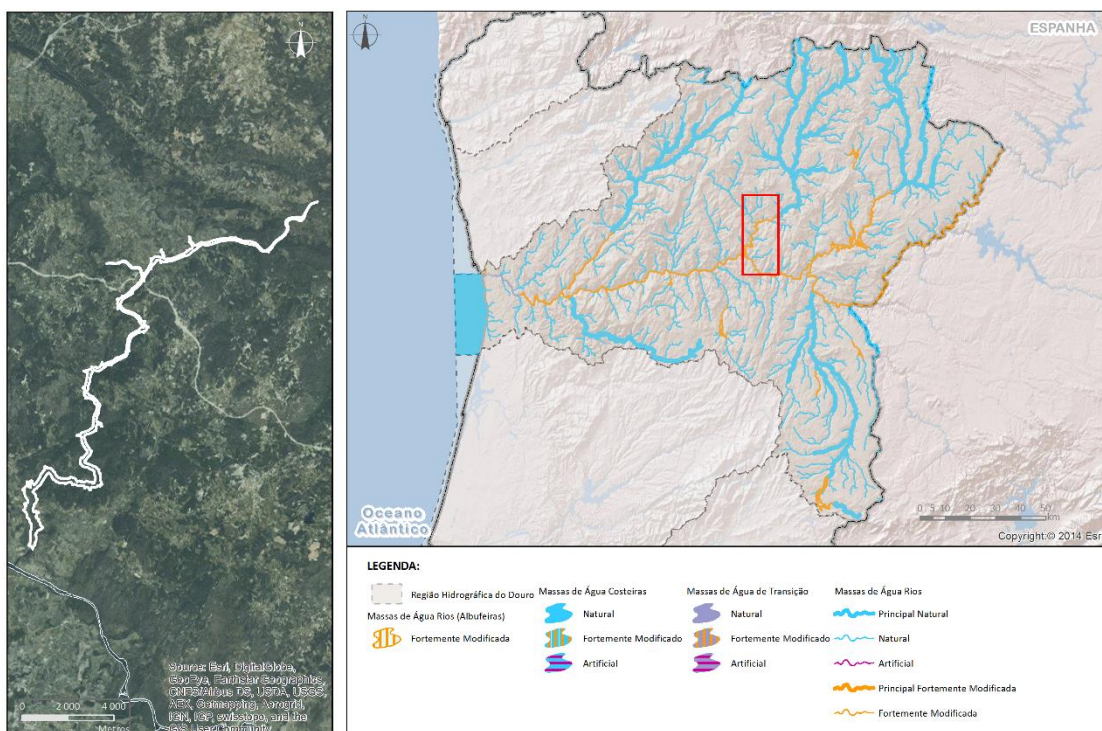 N
Source: Esri, DigitalGlobe,
GeoEye, Earthstar Geographics,
CNES/Airbus DS, USDA, USGS,
AEX, Getmapping, Aerogrid,
IGN, IGP, swisstopo, and the
GIS User Community
0 2 000 4 000
Metros
N
ESPANHA
Oceano
Atlântico
0 5 10 20 30 40 50
km
Copyright:© 2014 Esri
LEGENDA:
Região Hidrográfica do Douro
Massas de Água Rios (Albufeiras)
Fortemente Modificada
Massas de Água Costeiras
Natural
Fortemente Modificado
Artificial
Massas de Água de Transição
Natural
Fortemente Modificado
Artificial
Massas de Água Rios
Principal Natural
Natural
Artificial
Principal Fortemente Modificada
Fortemente Modificada